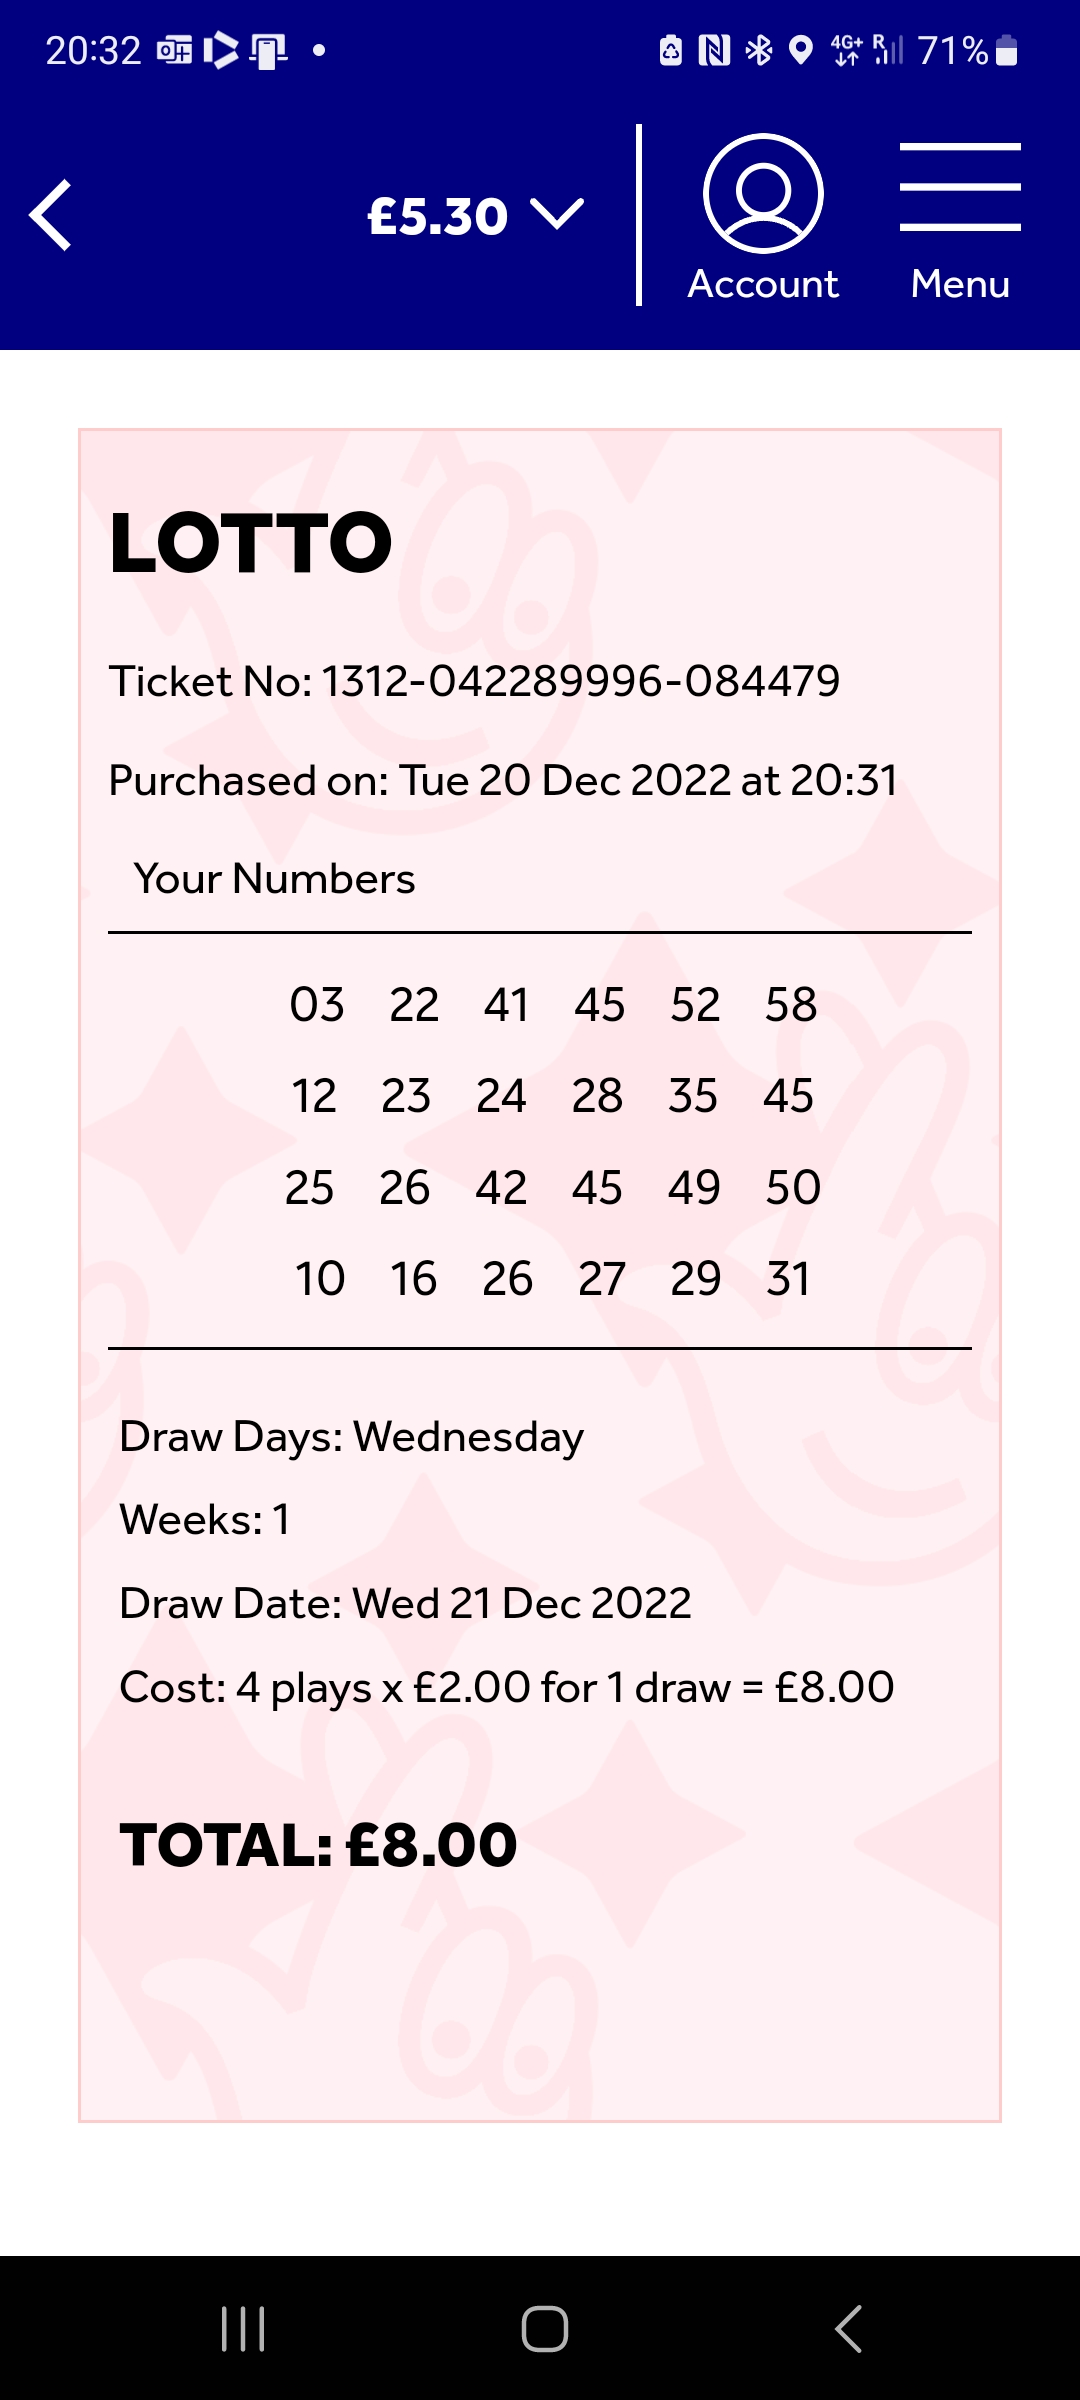 20:32 4G+ R 71%
£5.30
Account Menu
LOTTO
Ticket No: 1312-042289996-084479
Purchased on: Tue 20 Dec 2022 at 20:31
Your Numbers
03 22 41 45 52 58
12 23 24 28 35 45
25 26 42 45 49 50
10 16 26 27 29 31
Draw Days: Wednesday
Weeks: 1
Draw Date: Wed 21 Dec 2022
Cost: 4 plays x £2.00 for 1 draw = £8.00
TOTAL: £8.00